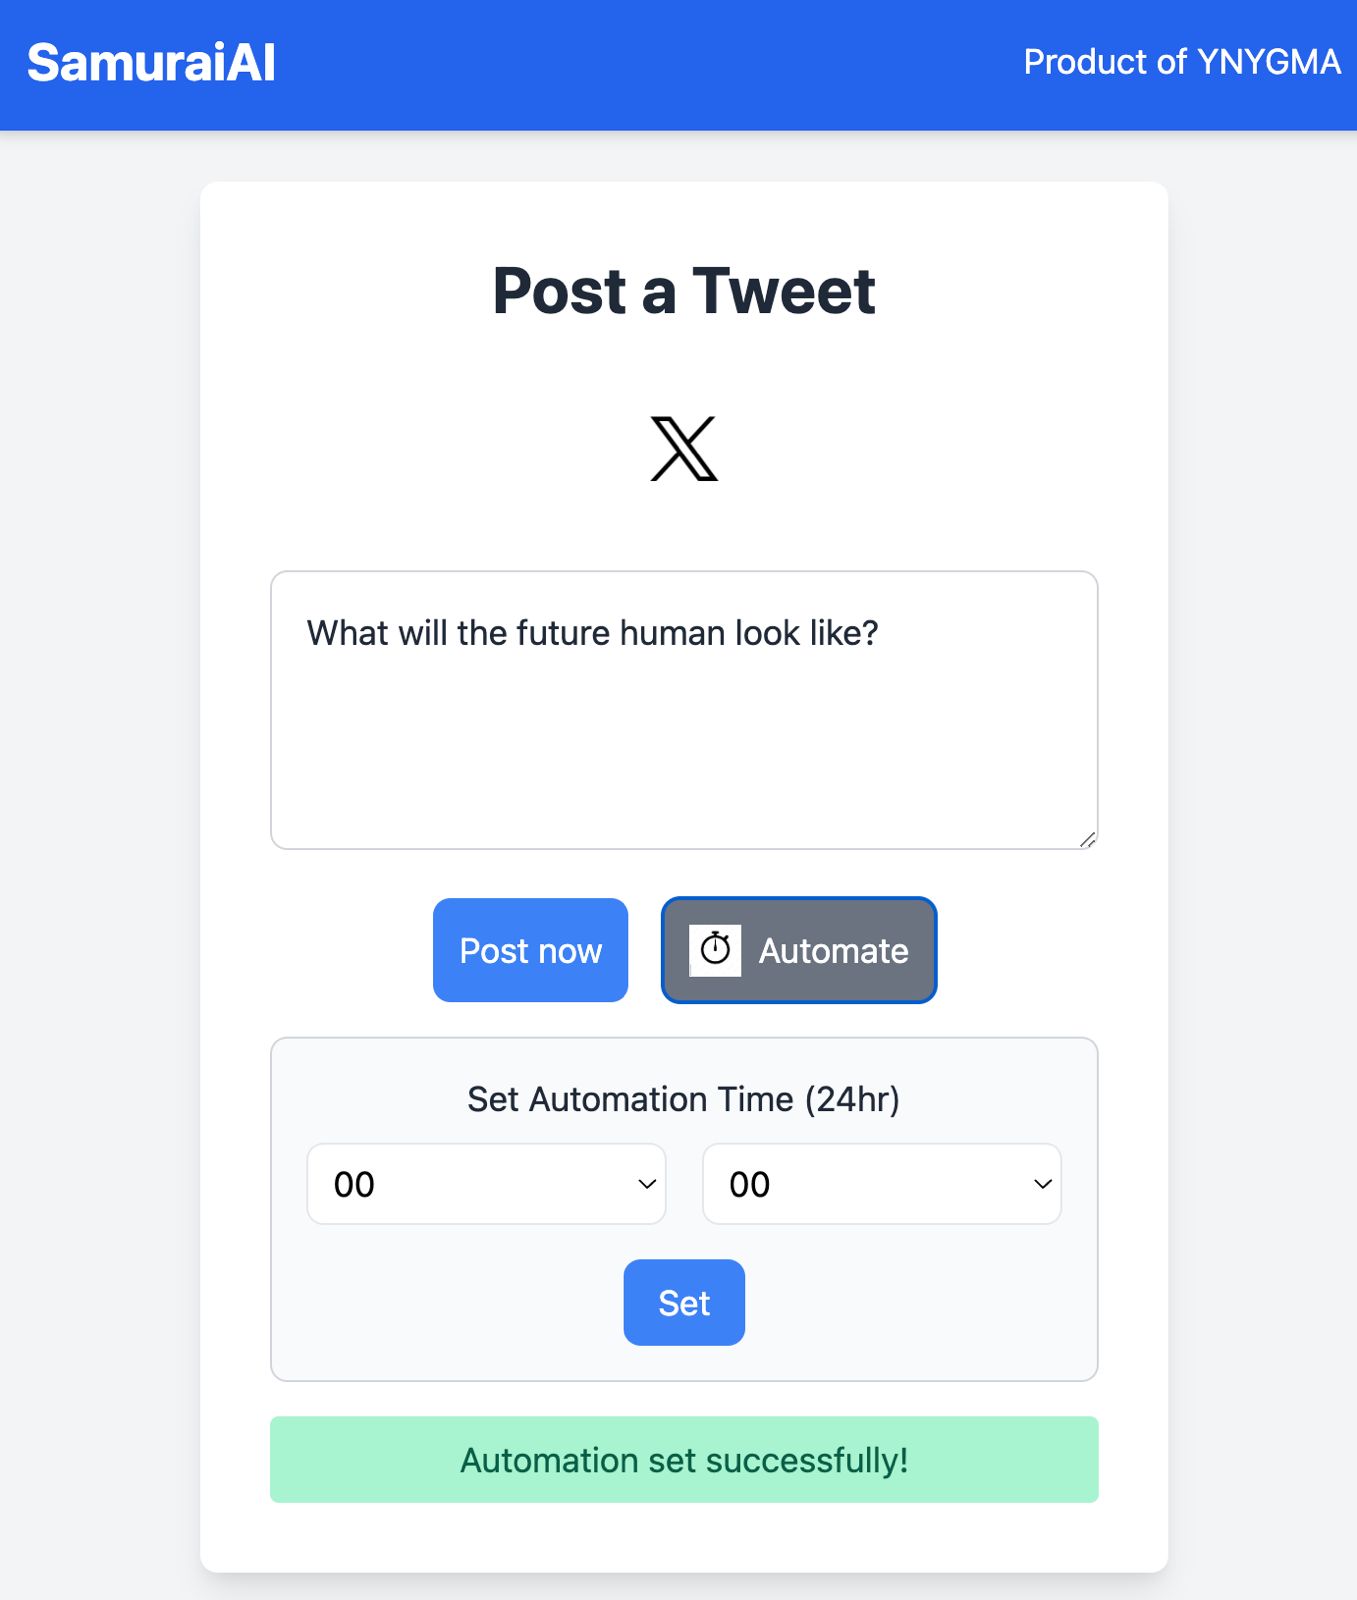 SamuraiAI
Product of YNYGMA
Post a Tweet
What will the future human look like?
Post now
Automate
Set Automation Time (24hr)
00
00
Set
Automation set successfully!